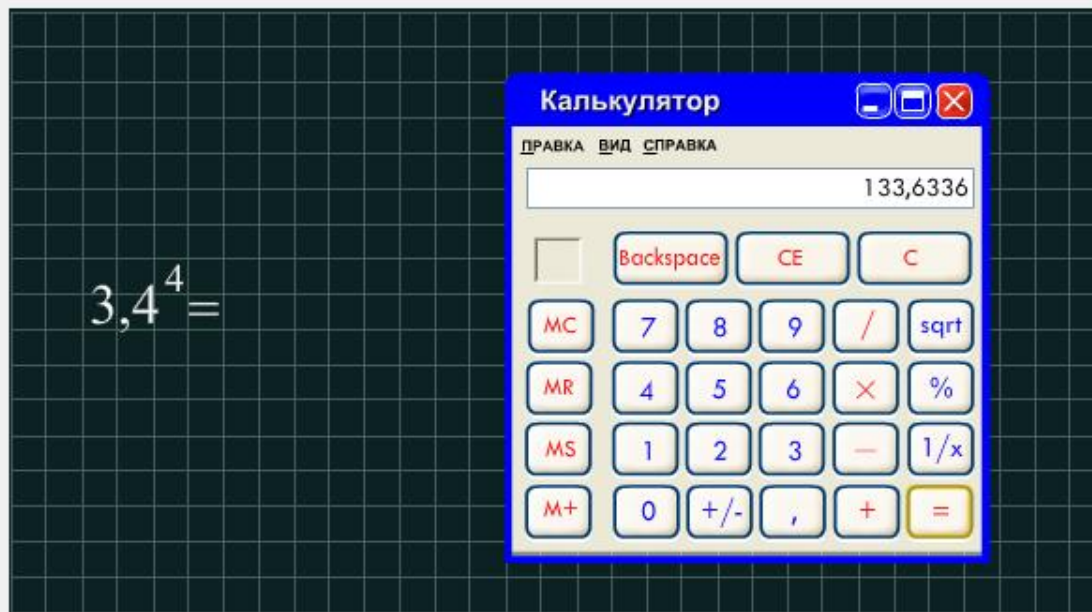 3,4⁴=
Калькулятор
ПРАВКА ВИД СПРАВКА
133,6336
Backspace CE C
MC 7 8 9 / sqrt
MR 4 5 6 × %
MS 1 2 3 − 1/x
M+ 0 +/- , + =